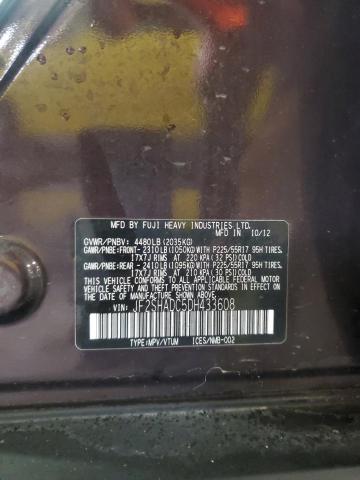 MFD. BY FUJI HEAVY INDUSTRIES LTD.
IN 10/12
GVWR/PNBV: 4480LB (2035KG)
GAWR/PNBE:FRONT- 2310LB(1050KG)WITH P225/55R17 95H TIRES,
17X7J RIMS AT 220 KPA(32 PSI)COLD
GAWR/PNBE:REAR -2410LB(1095KG)WITH P225/55R17 95H TIRES,
17X7J RIMS AT 210 KPA(30 PSI)COLD
THIS VEHICLE CONFORMS TO ALL APPLICABLE
FEDERAL MOTOR VEHICLE SAFETY STANDARDS
IN EFFECT ON THE DATE OF MANUFACTURE SHOWN ABOVE.
VIN: JF2SHADC5DH433608
TYPE:MPV/VTUM ICES/NMB-002